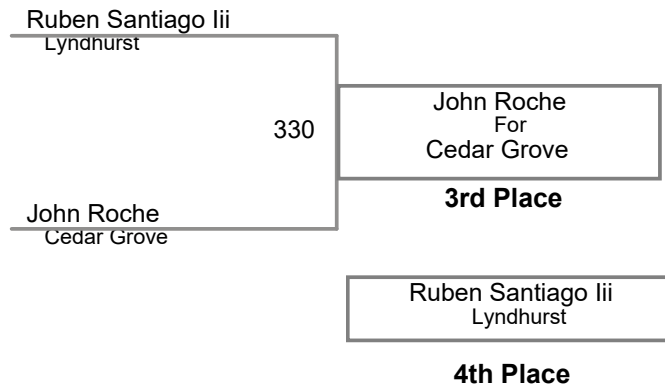 Ruben Santiago Iii
Lyndhurst
330
John Roche
For
Cedar Grove
3rd Place
John Roche
Cedar Grove
Ruben Santiago Iii
Lyndhurst
4th Place